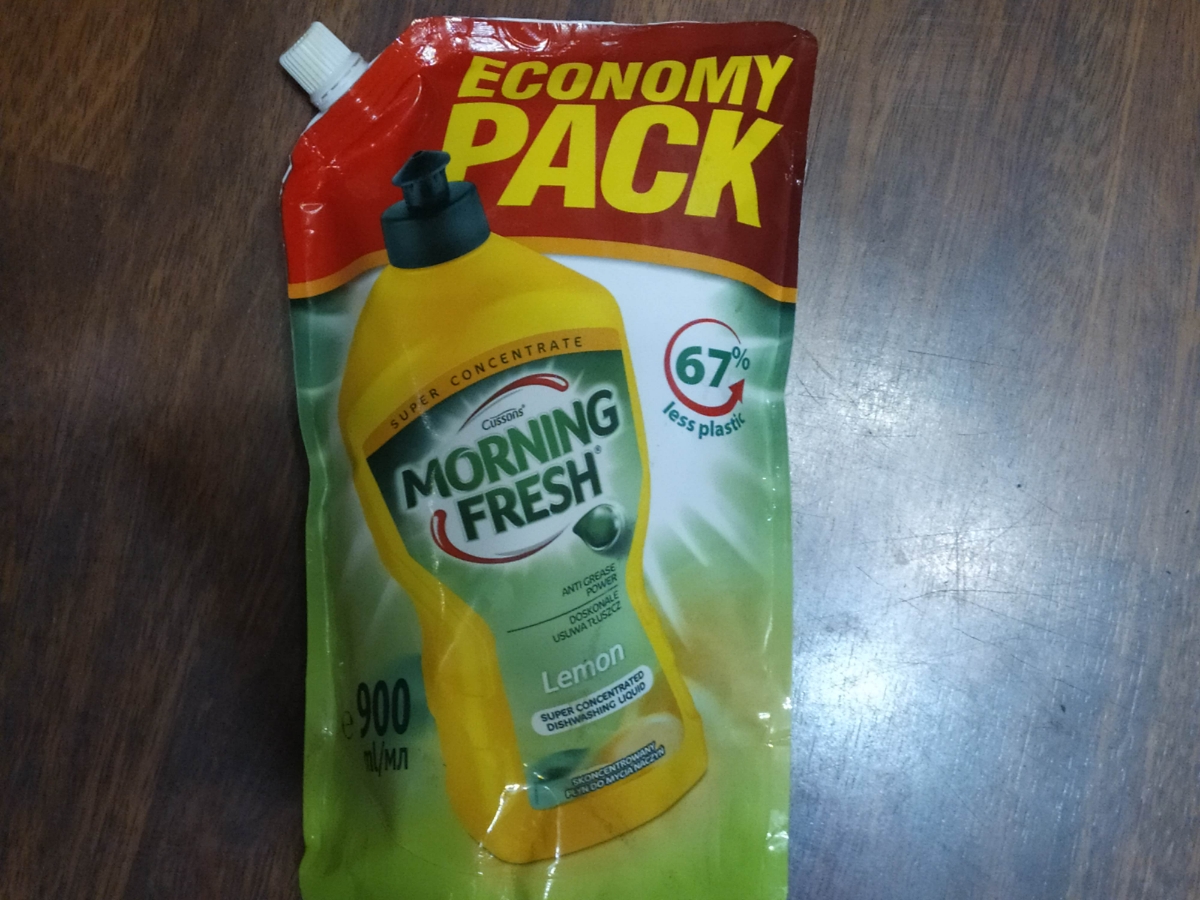 ECONOMY
PACK
SUPER CONCENTRATE
Cussons®
MORNING
FRESH®
67%
less plastic
ANTI GREASE
POWER
DOSKONALE
USUWA TŁUSZCZ
Lemon
SUPER CONCENTRATED
DISHWASHING LIQUID
SKONCENTROWANY
PŁYN DO MYCIA NACZYŃ
℮ 900
ml/мл